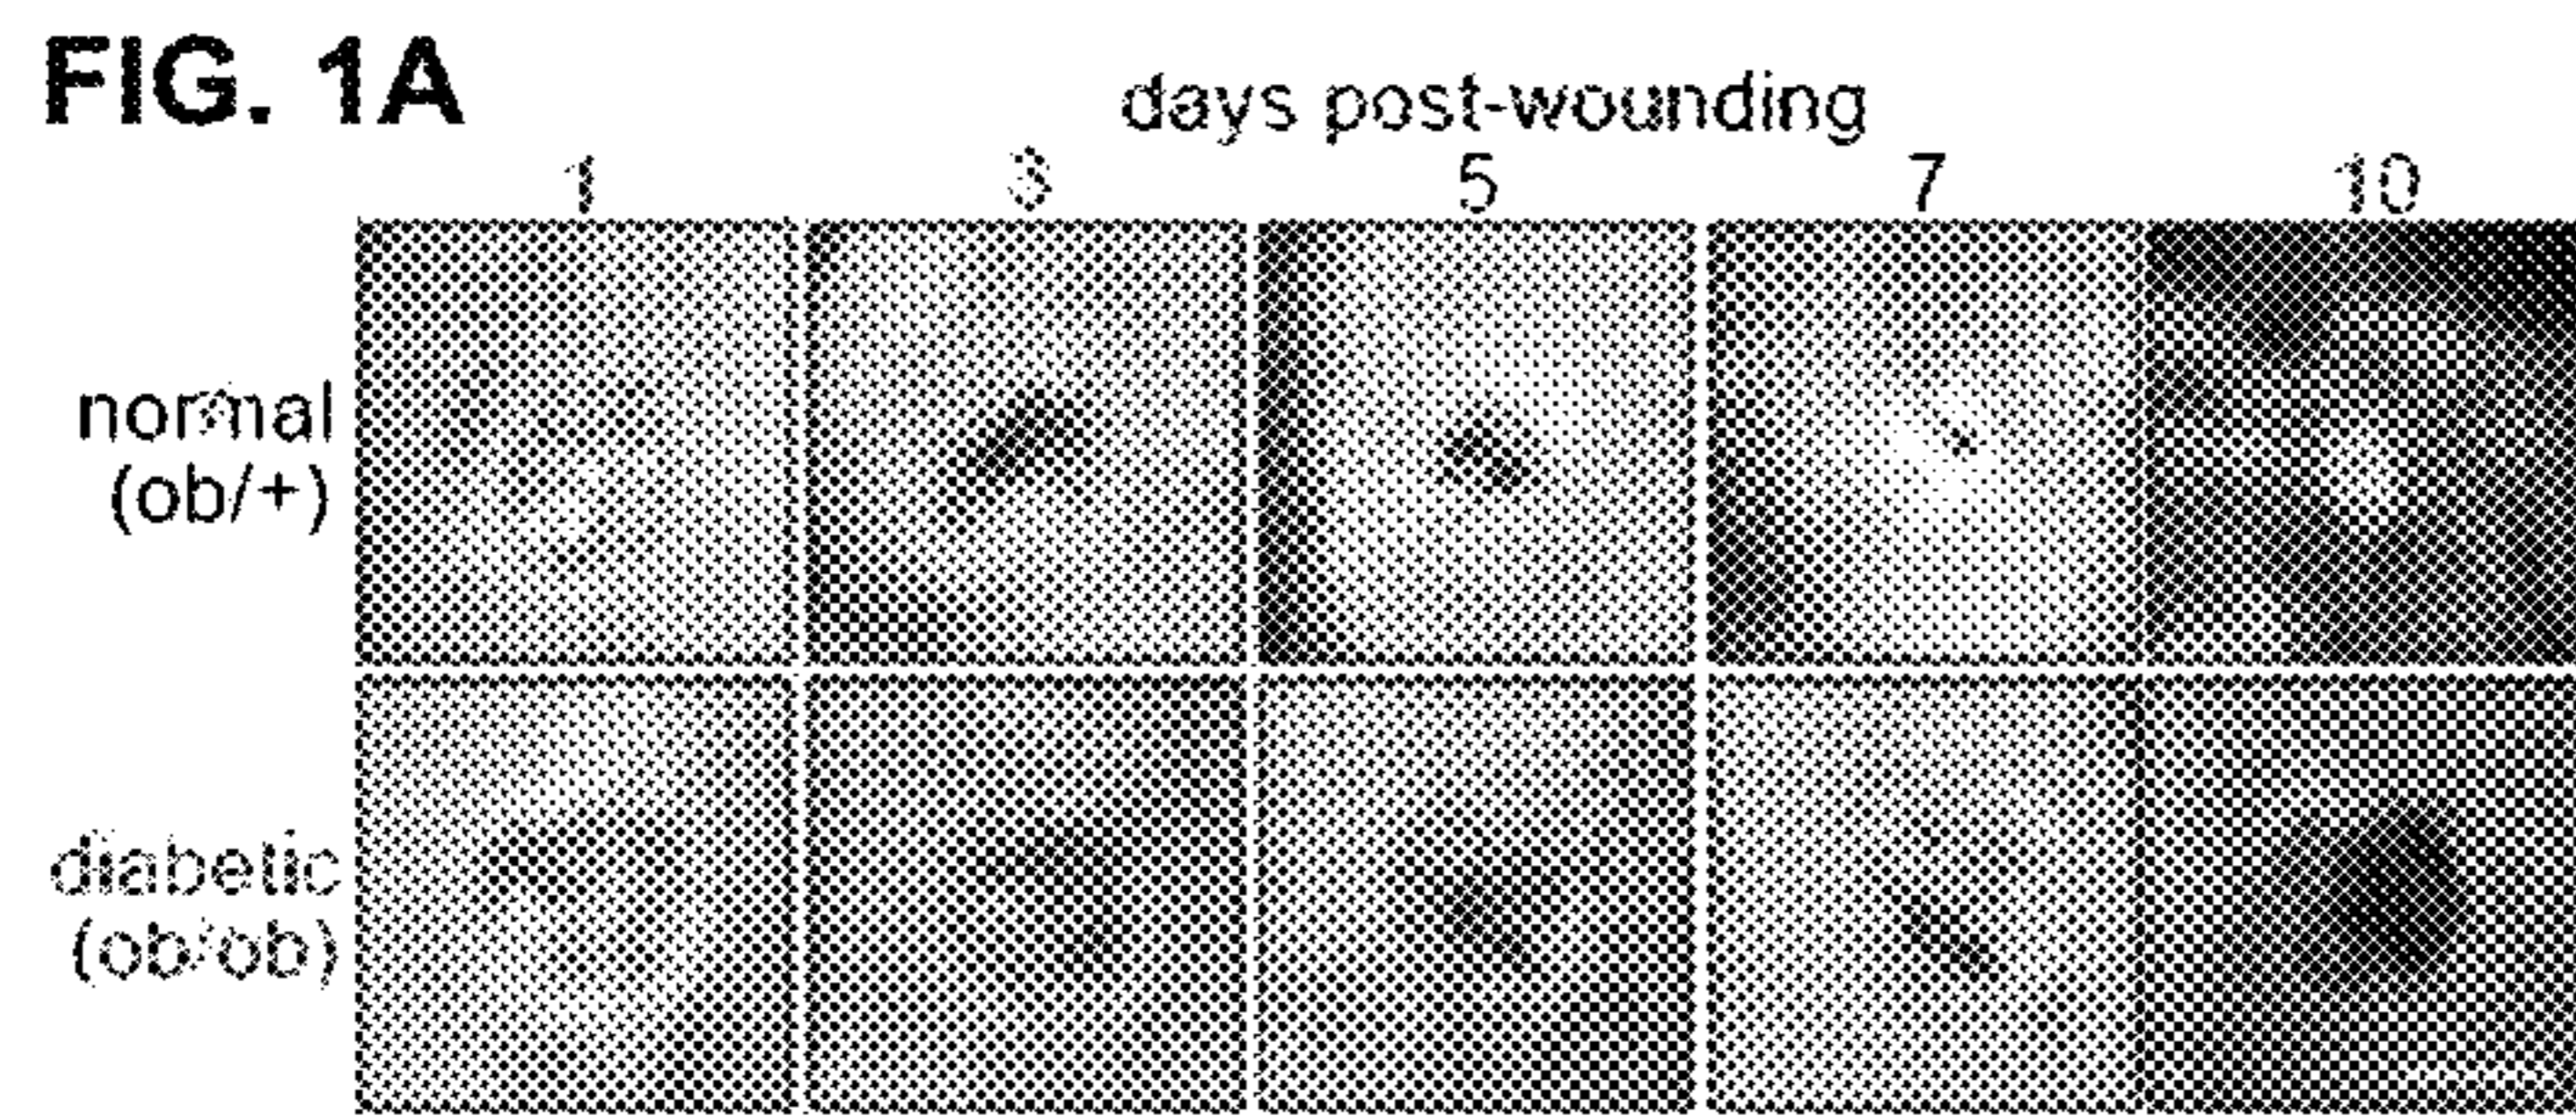 FIG. 1A
days post-wounding
1 3 5 7 10
normal
(ob/+)
diabetic
(ob/ob)